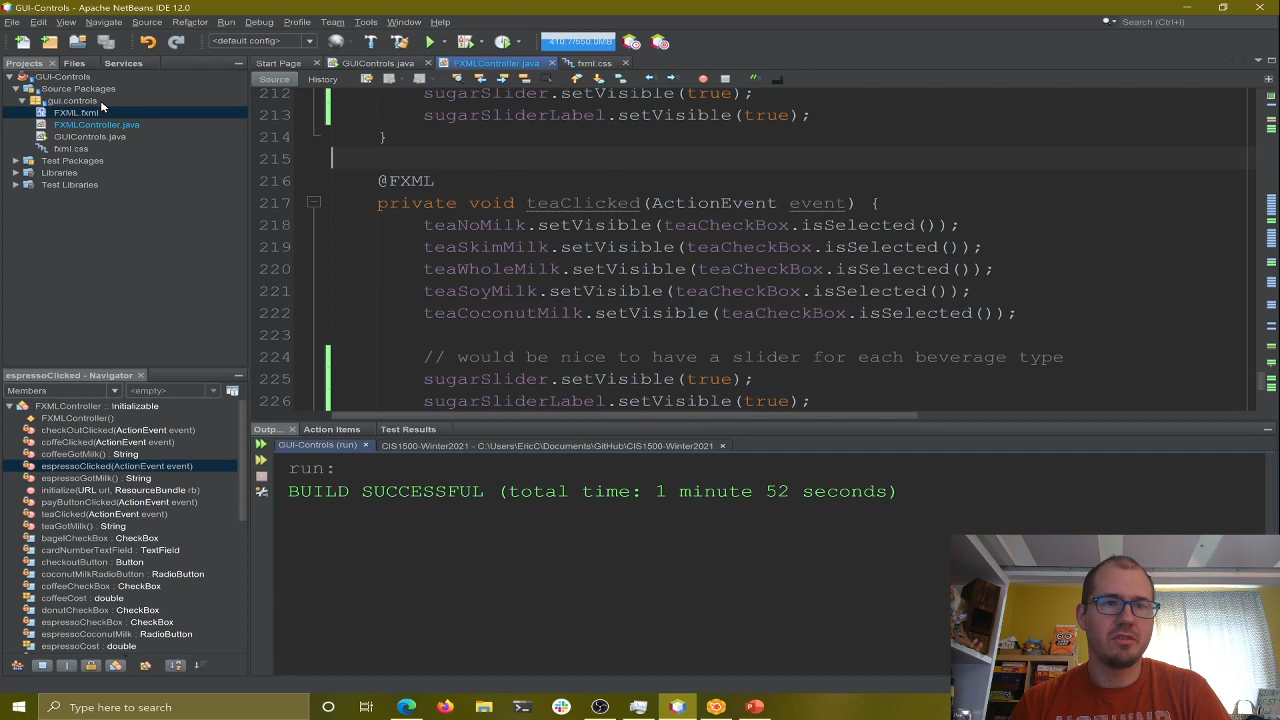 GUI-Controls - Apache NetBeans IDE 12.0
File Edit View Navigate Source Refactor Run Debug Profile Team Tools Window Help
Search (Ctrl+I)
<default config>
410.7/550.0MB
Projects Files Services
Start Page GUIControls.java FXMLController.java fxml.css
Source History
GUI-Controls
Source Packages
gui.controls
FXML.fxml
FXMLController.java
GUIControls.java
fxml.css
Test Packages
Libraries
Test Libraries
212 sugarSlider.setVisible(true);
213 sugarSliderLabel.setVisible(true);
214 }
215
216 @FXML
217 private void teaClicked(ActionEvent event) {
218 teaNoMilk.setVisible(teaCheckBox.isSelected());
219 teaSkimMilk.setVisible(teaCheckBox.isSelected());
220 teaWholeMilk.setVisible(teaCheckBox.isSelected());
221 teaSoyMilk.setVisible(teaCheckBox.isSelected());
222 teaCoconutMilk.setVisible(teaCheckBox.isSelected());
223
224 // would be nice to have a slider for each beverage type
225 sugarSlider.setVisible(true);
226 sugarSliderLabel.setVisible(true);
espressoClicked - Navigator
Members <empty>
FXMLController :: Initializable
FXMLController()
checkOutClicked(ActionEvent event)
coffeClicked(ActionEvent event)
coffeeGotMilk() : String
espressoClicked(ActionEvent event)
espressoGotMilk() : String
initialize(URL url, ResourceBundle rb)
payButtonClicked(ActionEvent event)
teaClicked(ActionEvent event)
teaGotMilk() : String
bagelCheckBox : CheckBox
cardNumberTextField : TextField
checkoutButton : Button
coconutMilkRadioButton : RadioButton
coffeeCheckBox : CheckBox
coffeeCost : double
donutCheckBox : CheckBox
espressoCheckBox : CheckBox
espressoCoconutMilk : RadioButton
espressoCost : double
Outp... Action Items Test Results
GUI-Controls (run) CIS1500-Winter2021 - C:\Users\EricC\Documents\GitHub\CIS1500-Winter2021
run:
BUILD SUCCESSFUL (total time: 1 minute 52 seconds)
Type here to search